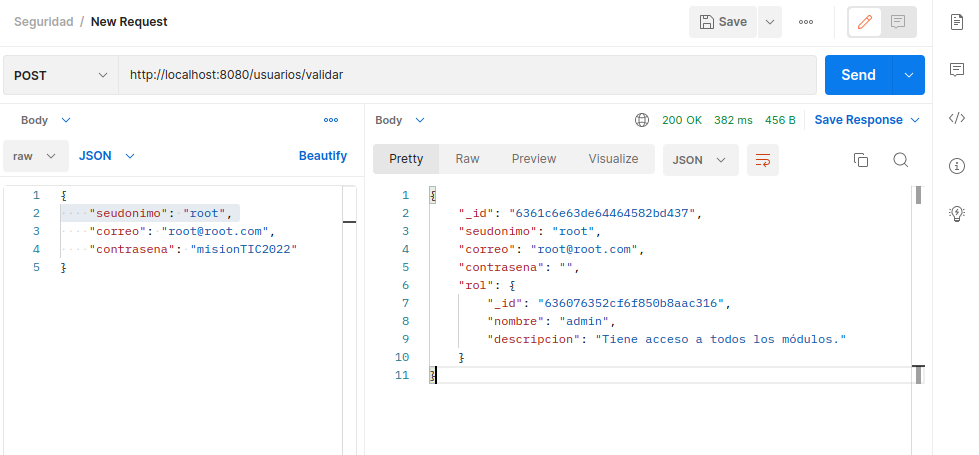 Seguridad / New Request
Save
POST
http://localhost:8080/usuarios/validar
Send
Body
raw
JSON
Beautify
1 {
2 "seudonimo": "root",
3 "correo": "root@root.com",
4 "contrasena": "misionTIC2022"
5 }
Body
200 OK 382 ms 456 B
Save Response
Pretty
Raw
Preview
Visualize
JSON
1 {
2 "_id": "6361c6e63de64464582bd437",
3 "seudonimo": "root",
4 "correo": "root@root.com",
5 "contrasena": "",
6 "rol": {
7 "_id": "636076352cf6f850b8aac316",
8 "nombre": "admin",
9 "descripcion": "Tiene acceso a todos los módulos."
10 }
11 }